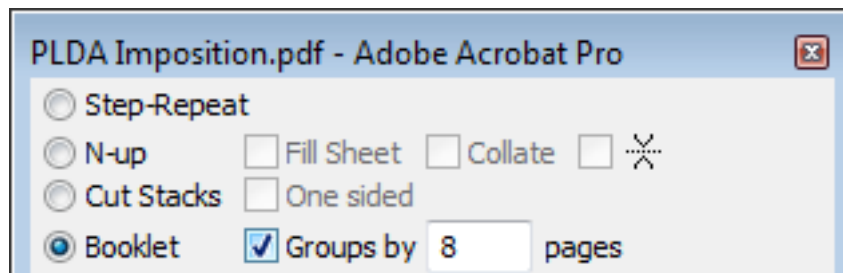 PLDA Imposition.pdf - Adobe Acrobat Pro
Step-Repeat
N-up Fill Sheet Collate
Cut Stacks One sided
Booklet Groups by 8 pages